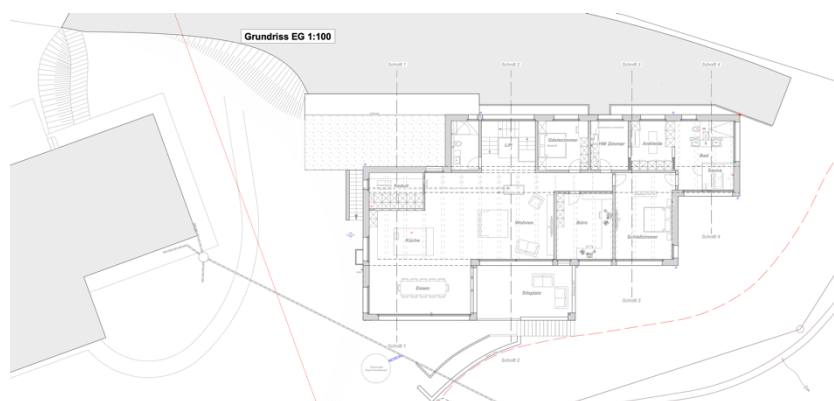 Grundriss EG 1:100
Schnitt 1
Schnitt 2
Schnitt 3
Schnitt 4
Lift
Gästezimmer
HW Zimmer
Ankleide
Bad
Sauna
Reduit
Küche
Wohnen
Büro
Schlafzimmer
Essen
Sitzplatz
Schnitt 4
Schnitt 3
Schnitt 1
Schnitt 2